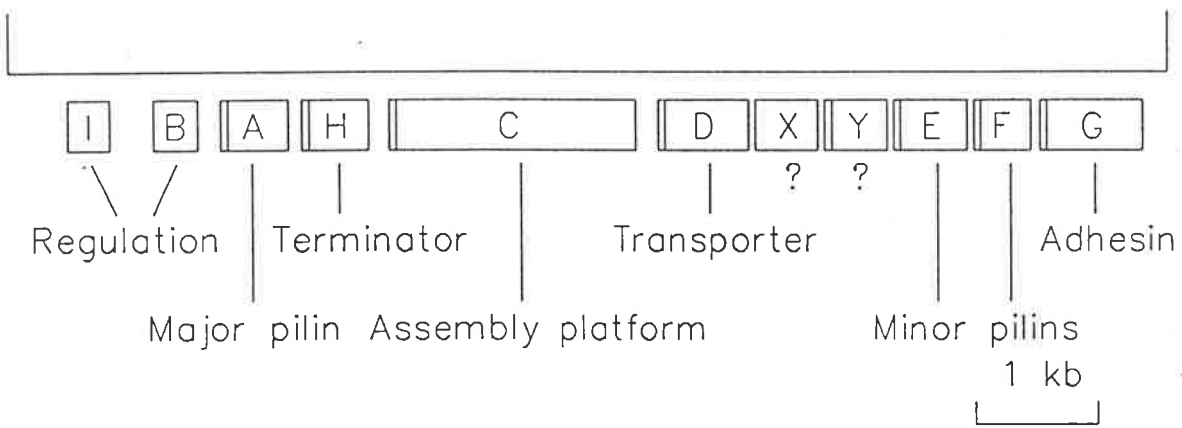 I B A H C D X Y E F G
? ?
Regulation Terminator Transporter Adhesin
Major pilin Assembly platform Minor pilins
1 kb